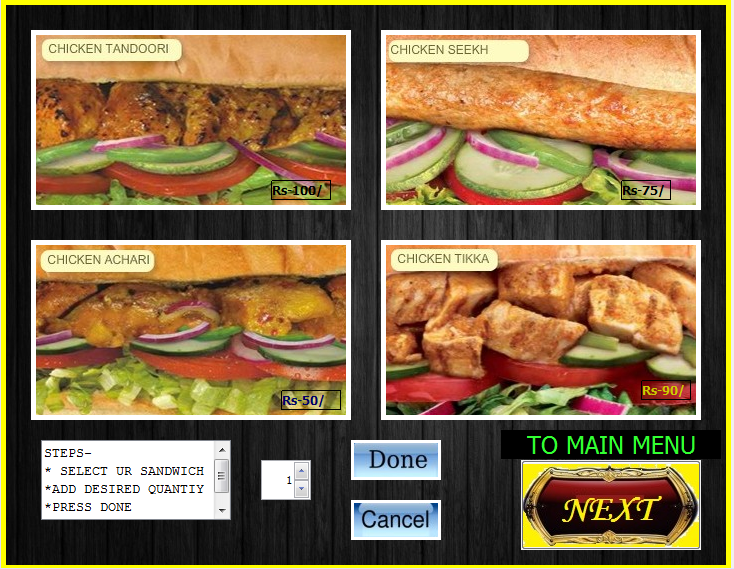 CHICKEN TANDOORI
Rs-100/
CHICKEN SEEKH
Rs-75/
CHICKEN ACHARI
Rs-50/
CHICKEN TIKKA
Rs-90/
STEPS-
* SELECT UR SANDWICH
*ADD DESIRED QUANTIY
*PRESS DONE
1
Done
Cancel
TO MAIN MENU
NEXT